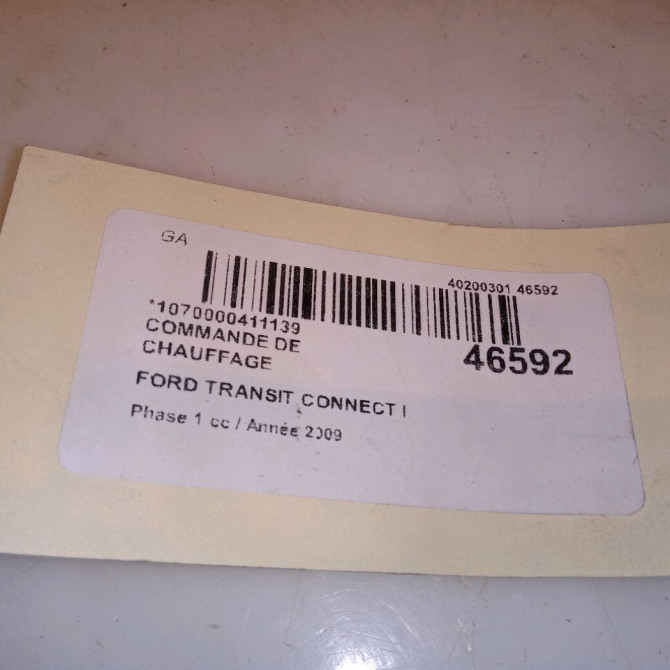 GA
40200301 46592
*1070000411139
46592
COMMANDE DE
CHAUFFAGE
FORD TRANSIT CONNECT I
Phase 1 cc / Année 2009